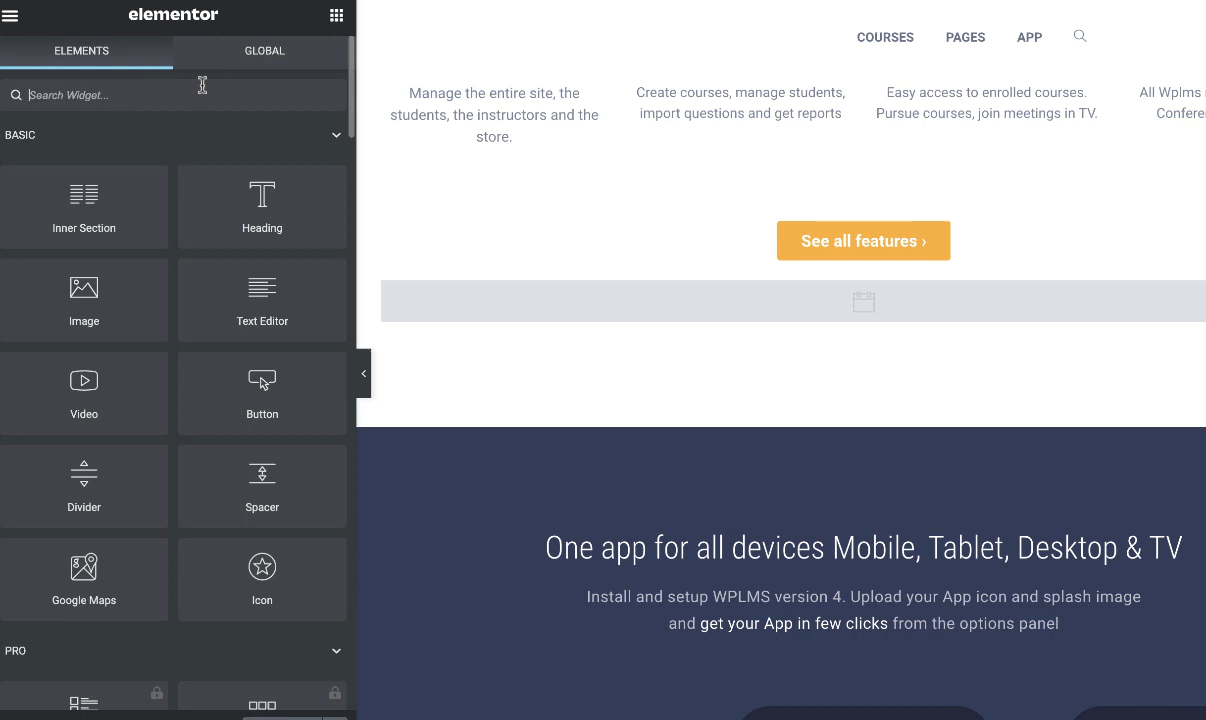 elementor
ELEMENTS
GLOBAL
Search Widget...
BASIC
Inner Section
Heading
Image
Text Editor
Video
Button
Divider
Spacer
Google Maps
Icon
PRO
COURSES
PAGES
APP
Manage the entire site, the
students, the instructors and the
store.
Create courses, manage students,
import questions and get reports
Easy access to enrolled courses.
Pursue courses, join meetings in TV.
All Wplms
See all features ›
One app for all devices Mobile, Tablet, Desktop & TV
Install and setup WPLMS version 4. Upload your App icon and splash image
and get your App in few clicks from the options panel